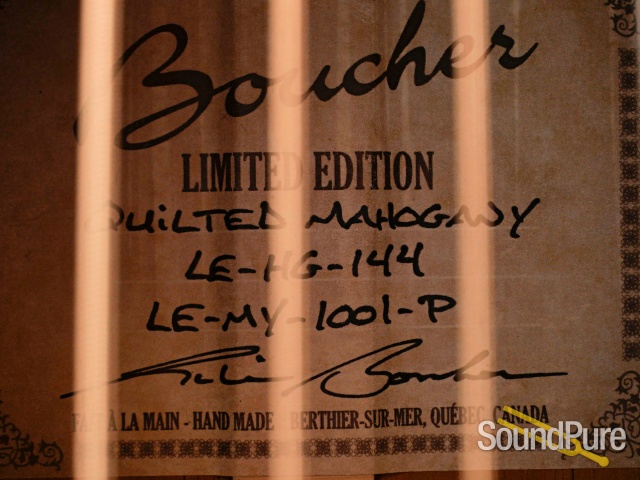 Boucher
LIMITED EDITION
QUILTED MAHOGANY
LE-HG-144
LE-MY-1001-P
FAIT À LA MAIN - HAND MADE - BERTHIER-SUR-MER, QUÉBEC, CANADA
SoundPure